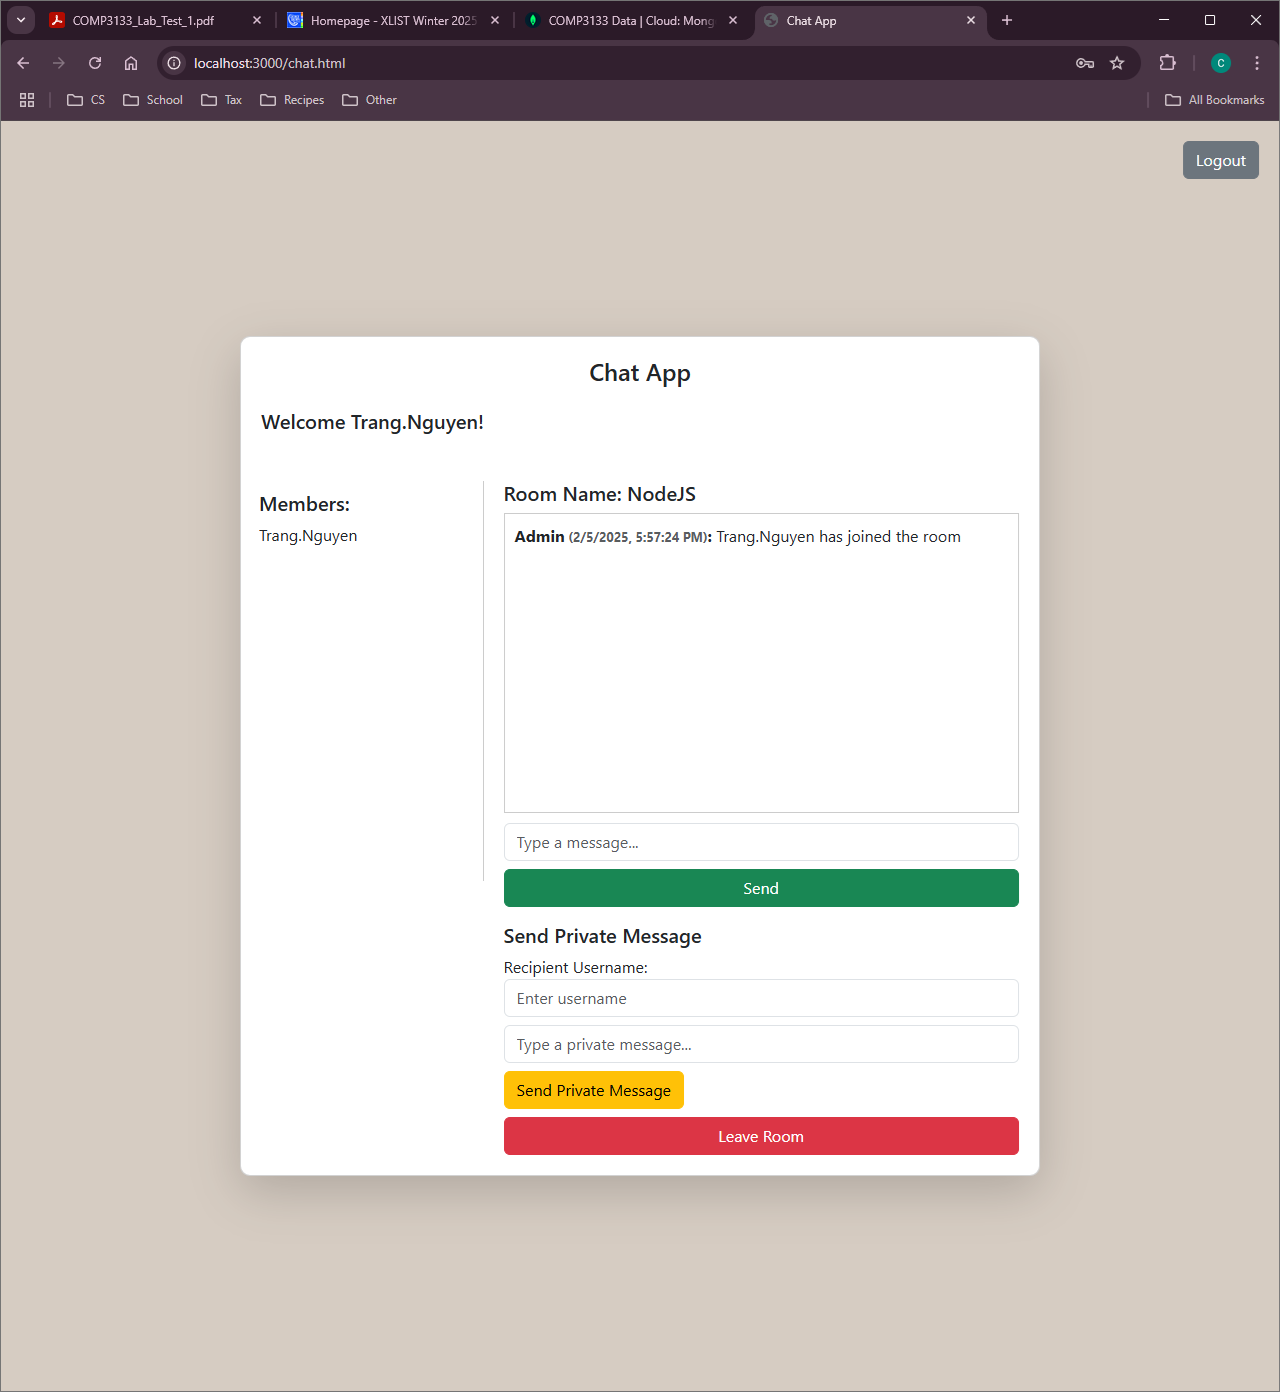 COMP3133_Lab_Test_1.pdf
Homepage - XLIST Winter 2025
COMP3133 Data | Cloud: Mong
Chat App
localhost:3000/chat.html
C
CS
School
Tax
Recipes
Other
All Bookmarks
Logout
Chat App
Welcome Trang.Nguyen!
Members:
Trang.Nguyen
Room Name: NodeJS
Admin (2/5/2025, 5:57:24 PM): Trang.Nguyen has joined the room
Type a message...
Send
Send Private Message
Recipient Username:
Enter username
Type a private message...
Send Private Message
Leave Room